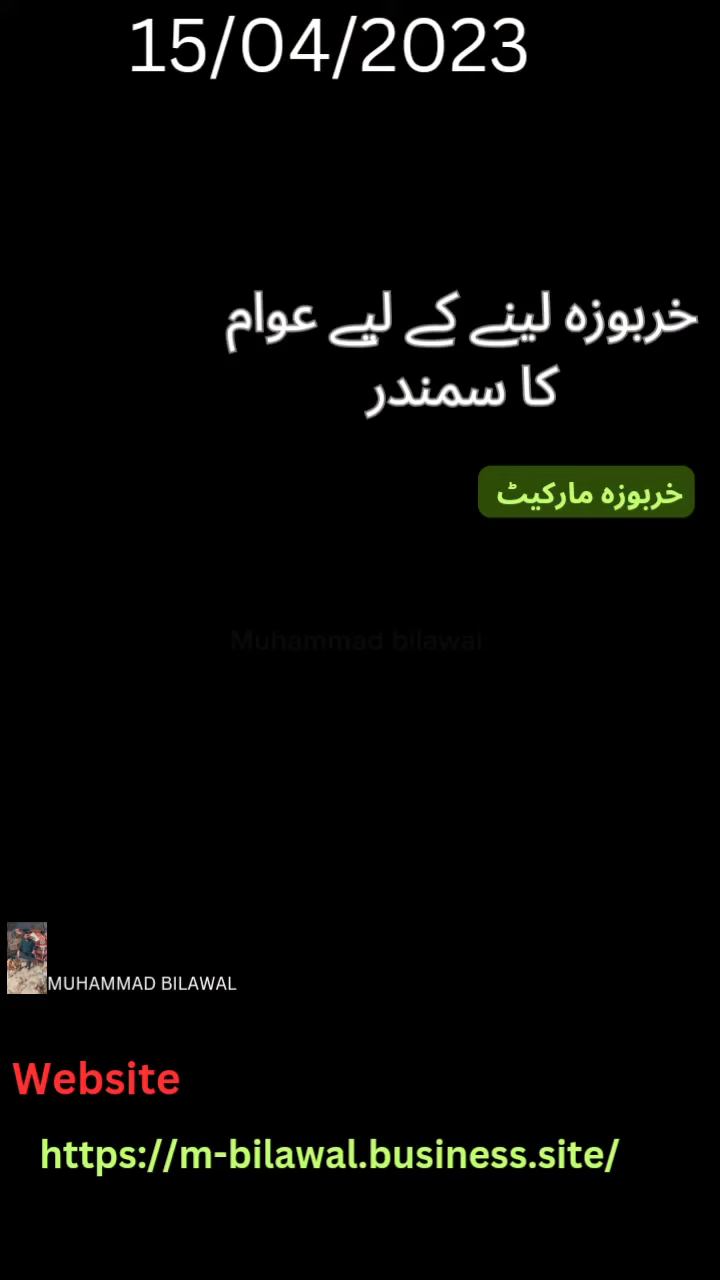 15/04/2023
خربوزہ لینے کے لیے عوام
کا سمندر
خربوزہ مارکیٹ
Muhammad bilawal
MUHAMMAD BILAWAL
Website
https://m-bilawal.business.site/